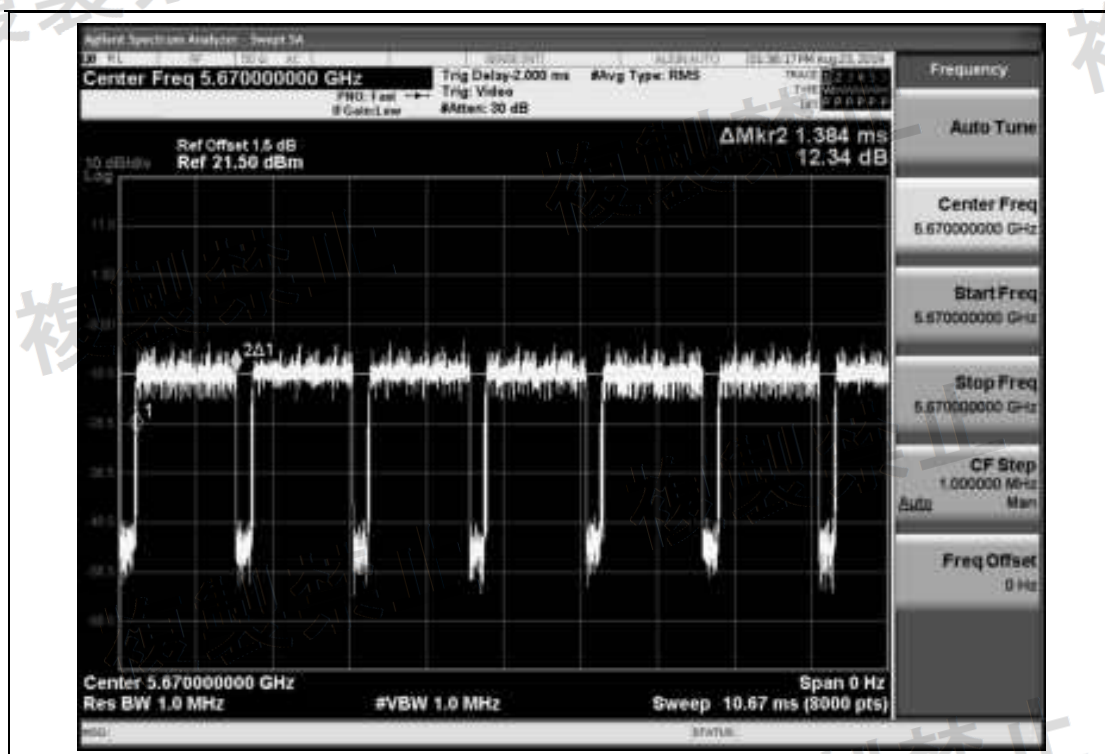 Agilent Spectrum Analyzer - Swept SA
Center Freq 5.670000000 GHz
PNO: Fast
IFGain:Low
Trig Delay-2.000 ms
Trig: Video
#Atten: 30 dB
#Avg Type: RMS
Frequency
Auto Tune
Ref Offset 1.5 dB
Ref 21.50 dBm
10 dB/div
Log
ΔMkr2 1.384 ms
12.34 dB
2Δ1
1
Center Freq
5.670000000 GHz
Start Freq
5.670000000 GHz
Stop Freq
5.670000000 GHz
CF Step
1.000000 MHz
Auto Man
Freq Offset
0 Hz
Center 5.670000000 GHz
Span 0 Hz
Res BW 1.0 MHz
#VBW 1.0 MHz
Sweep 10.67 ms (8000 pts)
MSG
STATUS
複製禁止